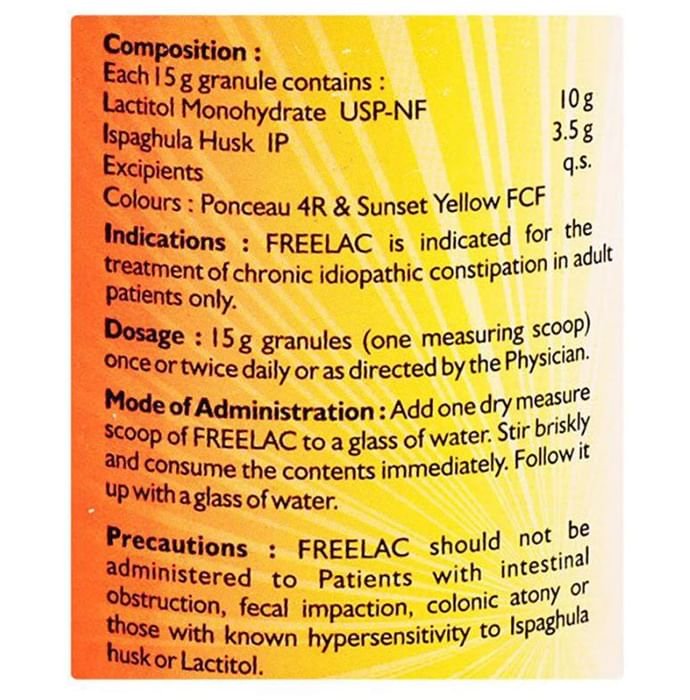 Composition :
Each 15 g granule contains :
Lactitol Monohydrate USP-NF 10 g
Ispaghula Husk IP 3.5 g
Excipients q.s.
Colours : Ponceau 4R & Sunset Yellow FCF
Indications : FREELAC is indicated for the
treatment of chronic idiopathic constipation in adult
patients only.
Dosage : 15 g granules (one measuring scoop)
once or twice daily or as directed by the Physician.
Mode of Administration : Add one dry measure
scoop of FREELAC to a glass of water. Stir briskly
and consume the contents immediately. Follow it
up with a glass of water.
Precautions : FREELAC should not be
administered to Patients with intestinal
obstruction, fecal impaction, colonic atony or
those with known hypersensitivity to Ispaghula
husk or Lactitol.